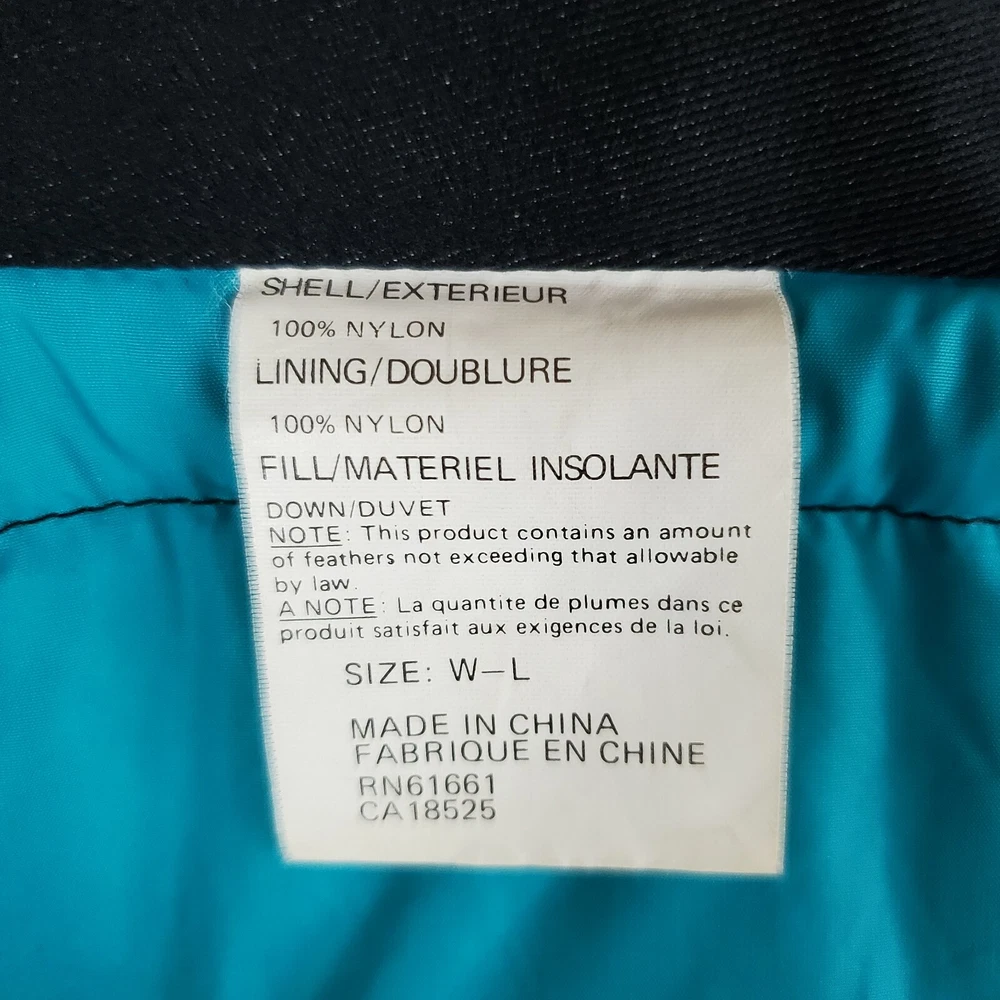 SHELL/EXTERIEUR
100% NYLON
LINING/DOUBLURE
100% NYLON
FILL/MATERIEL INSOLANTE
DOWN/DUVET
NOTE: This product contains an amount
of feathers not exceeding that allowable
by law.
A NOTE: La quantite de plumes dans ce
produit satisfait aux exigences de la loi.
SIZE: W–L
MADE IN CHINA
FABRIQUE EN CHINE
RN61661
CA18525